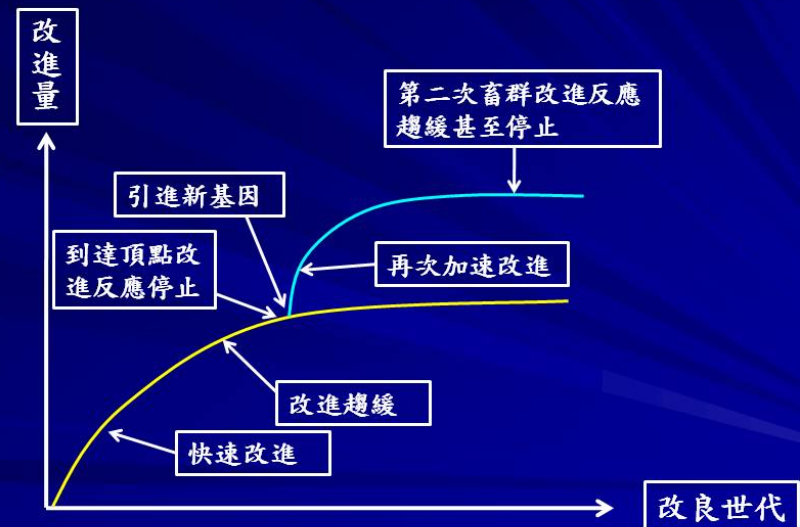 改
進
量
第二次畜群改進反應
趨緩甚至停止
引進新基因
到達頂點改
進反應停止
再次加速改進
改進趨緩
快速改進
改良世代